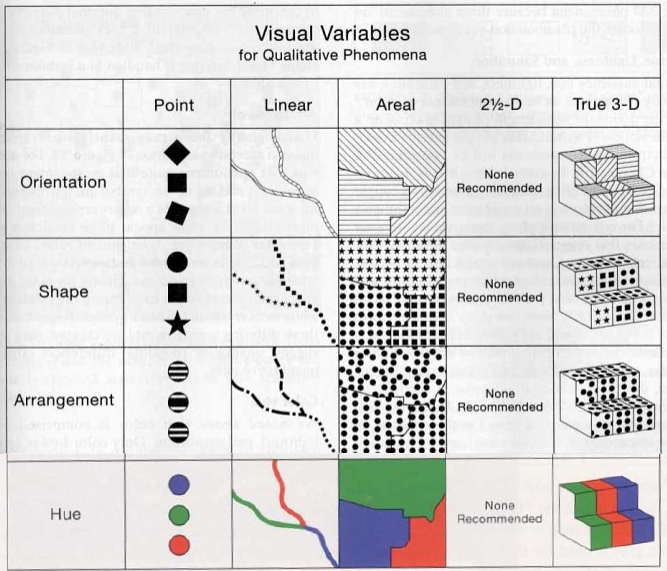 Visual Variables
for Qualitative Phenomena
Point Linear Areal 2½-D True 3-D
Orientation
None
Recommended
Shape
None
Recommended
Arrangement
None
Recommended
Hue
None
Recommended